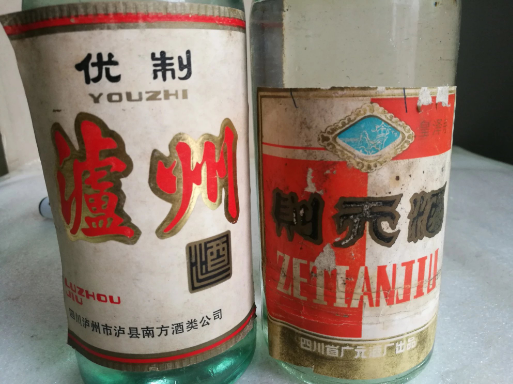 优制
YOUZHI
泸州
酒
LUZHOU
JIU
四川泸州市泸县南方酒类公司
则天酒
ZETIANJIU
四川省广元酒厂出品